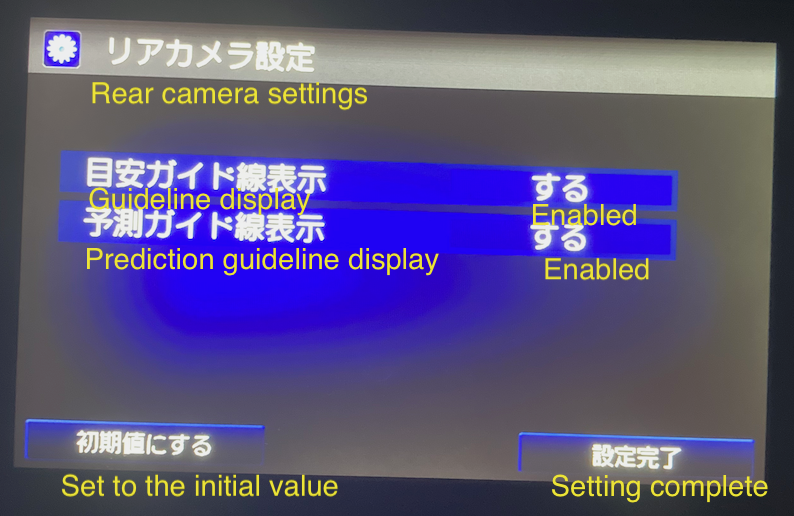 リアカメラ設定
Rear camera settings
目安ガイド線表示 する
Guideline display Enabled
予測ガイド線表示 する
Prediction guideline display Enabled
初期値にする 設定完了
Set to the initial value Setting complete